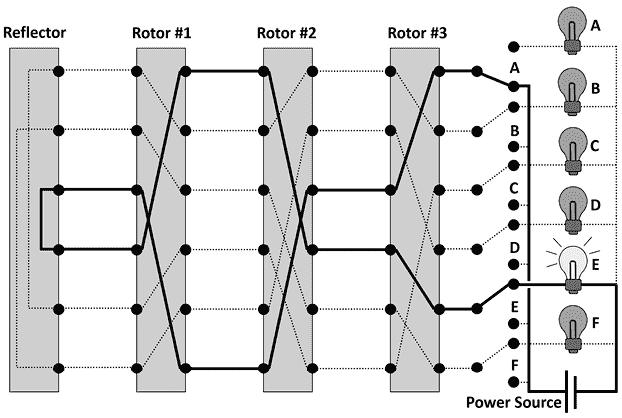 Reflector
Rotor #1
Rotor #2
Rotor #3
A
B
C
D
E
F
A
B
C
D
E
F
Power Source